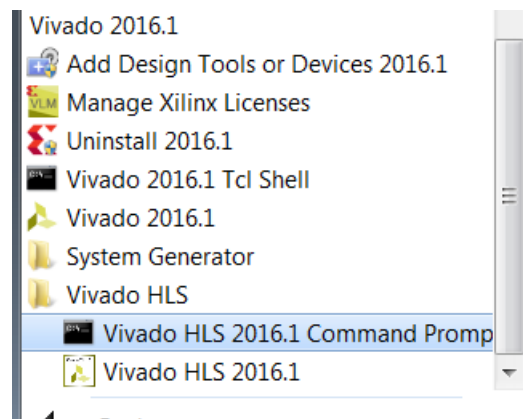 Vivado 2016.1
Add Design Tools or Devices 2016.1
Manage Xilinx Licenses
Uninstall 2016.1
Vivado 2016.1 Tcl Shell
Vivado 2016.1
System Generator
Vivado HLS
Vivado HLS 2016.1 Command Promp
Vivado HLS 2016.1